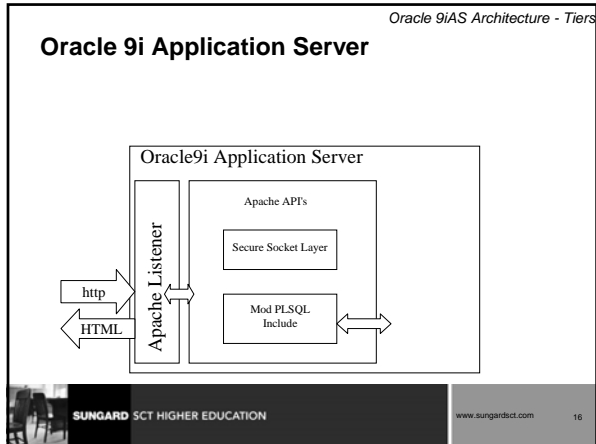 Oracle 9iAS Architecture - Tiers
Oracle 9i Application Server
Oracle9i Application Server
Apache Listener
Apache API's
Secure Socket Layer
http
Mod PLSQL
Include
HTML
SUNGARD SCT HIGHER EDUCATION
www.sungardsct.com
16